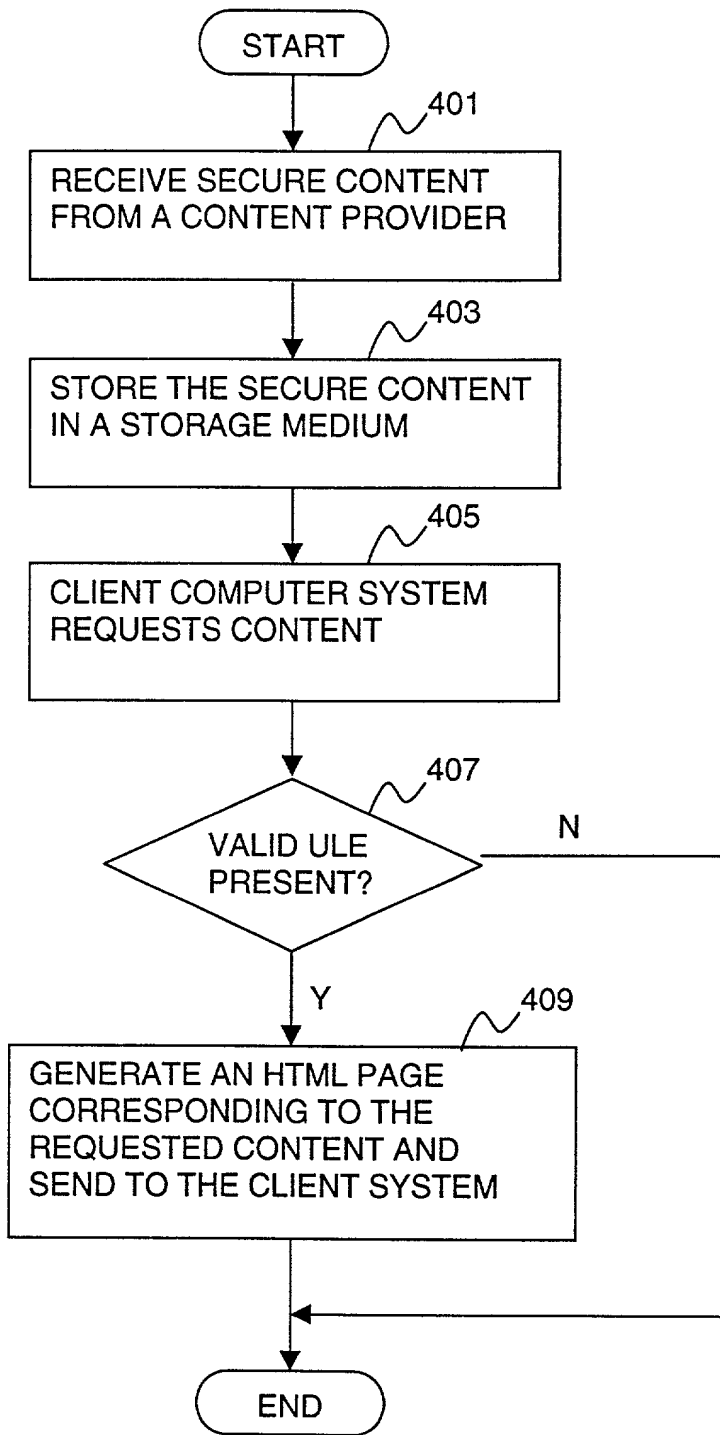 START
401
RECEIVE SECURE CONTENT
FROM A CONTENT PROVIDER
403
STORE THE SECURE CONTENT
IN A STORAGE MEDIUM
405
CLIENT COMPUTER SYSTEM
REQUESTS CONTENT
407
VALID ULE
PRESENT?
N
Y
409
GENERATE AN HTML PAGE
CORRESPONDING TO THE
REQUESTED CONTENT AND
SEND TO THE CLIENT SYSTEM
END